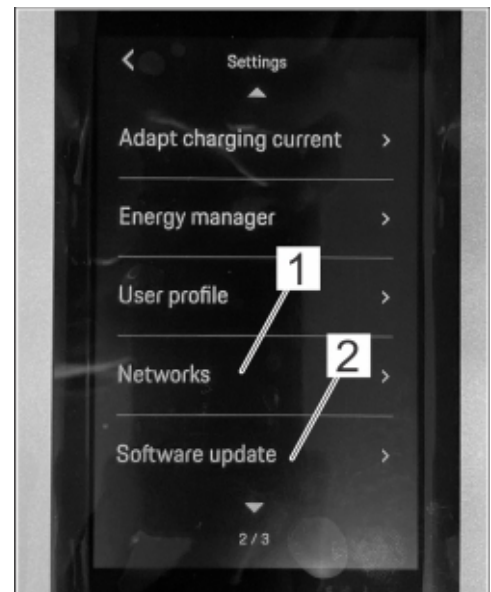 Settings
Adapt charging current
Energy manager
1
User profile
2
Networks
Software update
2/3